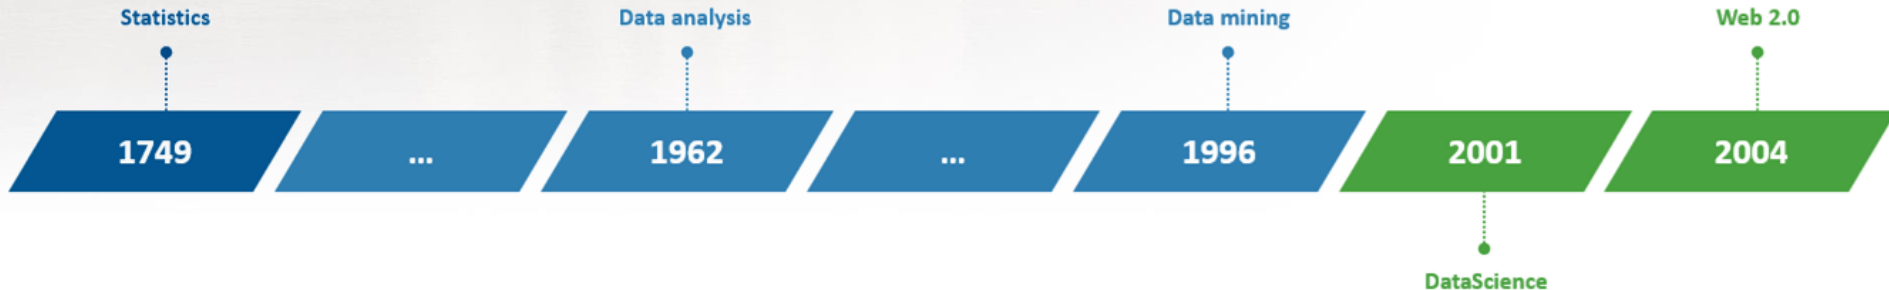 Statistics
Data analysis
Data mining
Web 2.0
1749
...
1962
...
1996
2001
2004
DataScience